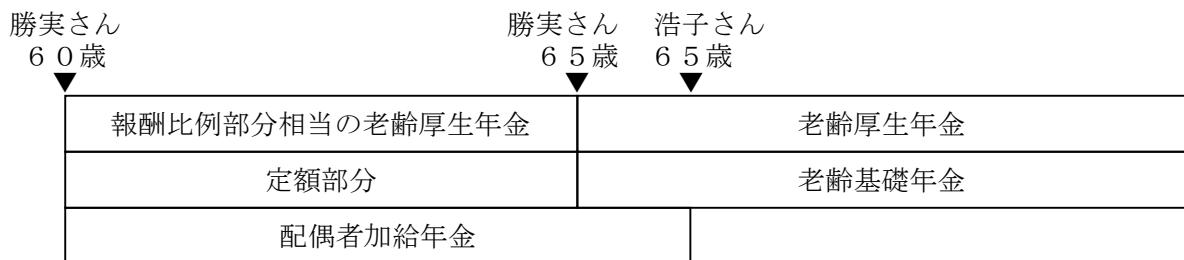 勝実さん 勝実さん 浩子さん
６０歳 ６５歳 ６５歳
報酬比例部分相当の老齢厚生年金 老齢厚生年金
定額部分 老齢基礎年金
配偶者加給年金